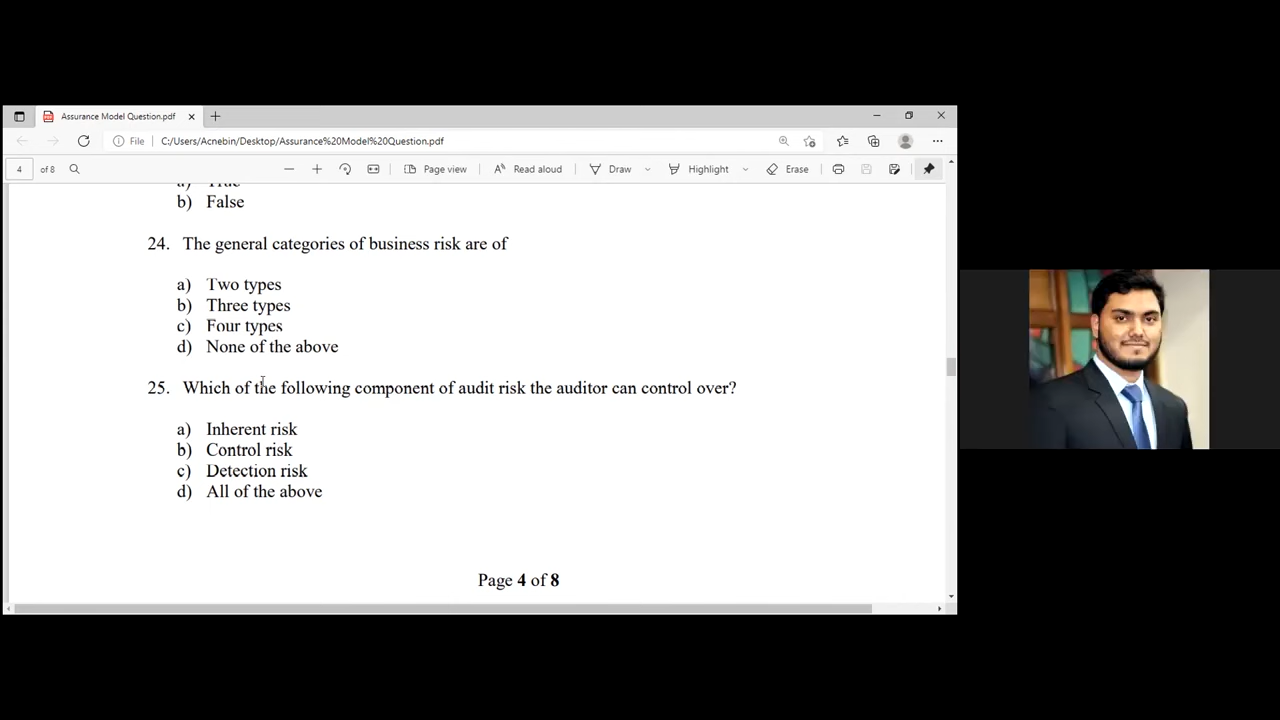 Assurance Model Question.pdf
File C:/Users/Acnebin/Desktop/Assurance%20Model%20Question.pdf
4 of 8 Page view Read aloud Draw Highlight Erase
a) True
b) False
24. The general categories of business risk are of
a) Two types
b) Three types
c) Four types
d) None of the above
25. Which of the following component of audit risk the auditor can control over?
a) Inherent risk
b) Control risk
c) Detection risk
d) All of the above
Page 4 of 8